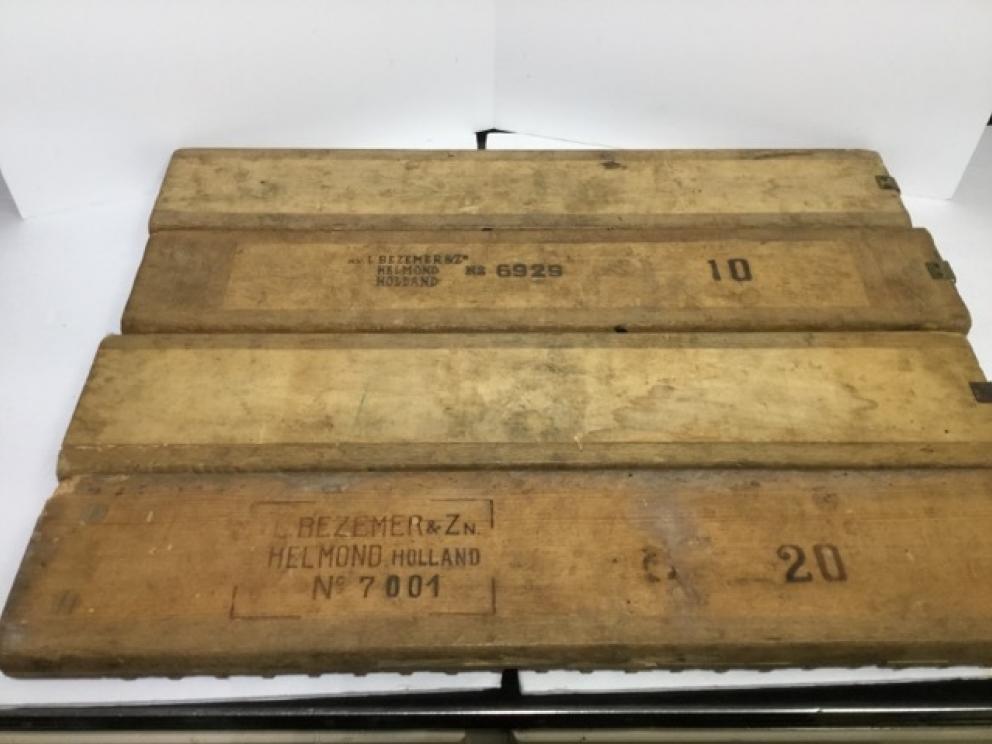 N.V. L BEZEMER & Zn
HELMOND
HOLLAND
No 6929
10
L. BEZEMER & ZN.
HELMOND HOLLAND
No 7001
20